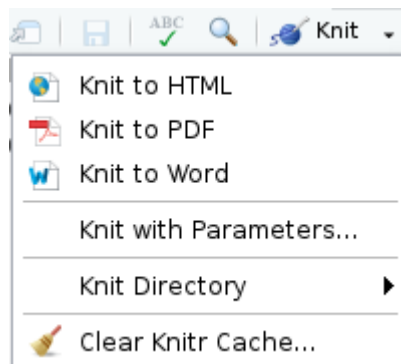 ABC
Knit
Knit to HTML
Knit to PDF
Knit to Word
Knit with Parameters...
Knit Directory
Clear Knitr Cache...